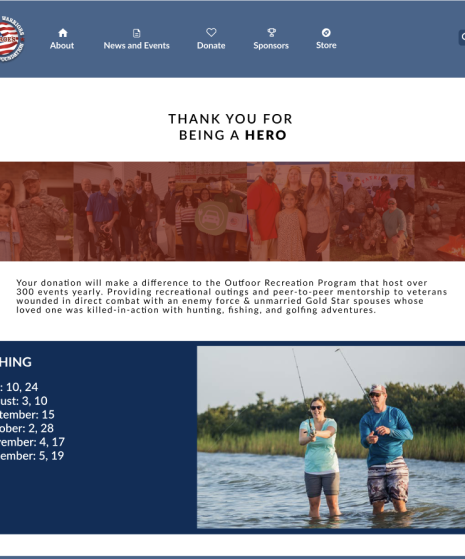 About
News and Events
Donate
Sponsors
Store
THANK YOU FOR
BEING A HERO
Your donation will make a difference to the Outfoor Recreation Program that host over
300 events yearly. Providing recreational outings and peer-to-peer mentorship to veterans
wounded in direct combat with an enemy force & unmarried Gold Star spouses whose
loved one was killed-in-action with hunting, fishing, and golfing adventures.
HING
: 10, 24
ust: 3, 10
tember: 15
ober: 2, 28
vember: 4, 17
ember: 5, 19